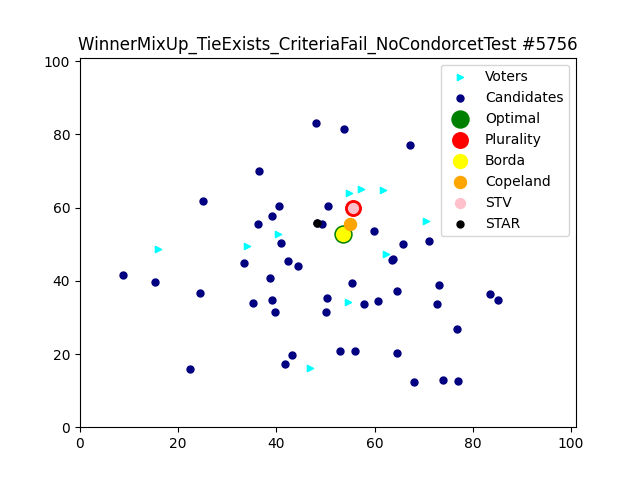 WinnerMixUp_TieExists_CriteriaFail_NoCondorcetTest #5756
100
80
60
40
20
0
0 20 40 60 80 100
Voters
Candidates
Optimal
Plurality
Borda
Copeland
STV
STAR